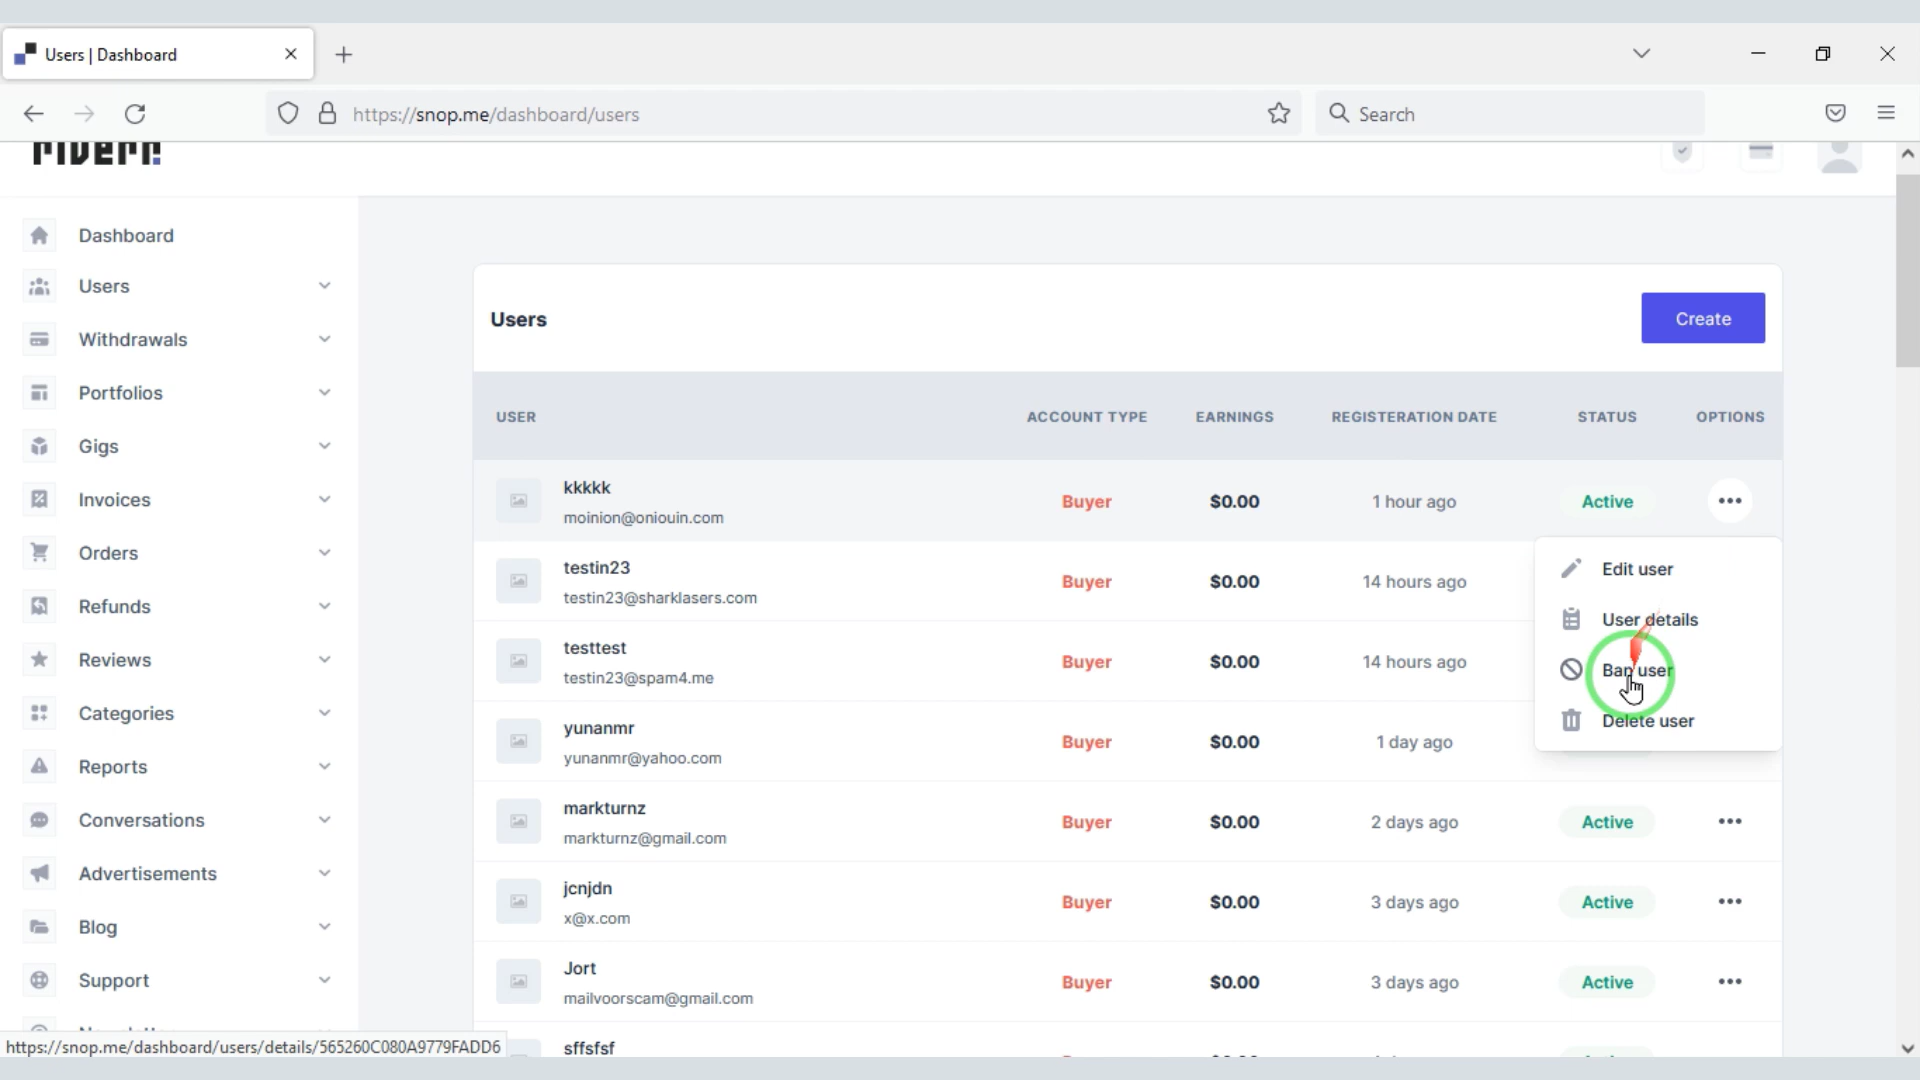 Users | Dashboard
https://snop.me/dashboard/users
Search
riverr.
Dashboard
Users
Withdrawals
Portfolios
Gigs
Invoices
Orders
Refunds
Reviews
Categories
Reports
Conversations
Advertisements
Blog
Support
Users
Create
USER ACCOUNT TYPE EARNINGS REGISTERATION DATE STATUS OPTIONS
kkkkk
moinion@oniouin.com
Buyer $0.00 1 hour ago Active
testin23
testin23@sharklasers.com
Buyer $0.00 14 hours ago
testtest
testin23@spam4.me
Buyer $0.00 14 hours ago
yunanmr
yunanmr@yahoo.com
Buyer $0.00 1 day ago
markturnz
markturnz@gmail.com
Buyer $0.00 2 days ago Active
jcnjdn
x@x.com
Buyer $0.00 3 days ago Active
Jort
mailvoorscam@gmail.com
Buyer $0.00 3 days ago Active
sffsfsf
Edit user
User details
Ban user
Delete user
https://snop.me/dashboard/users/details/565260C080A9779FADD6